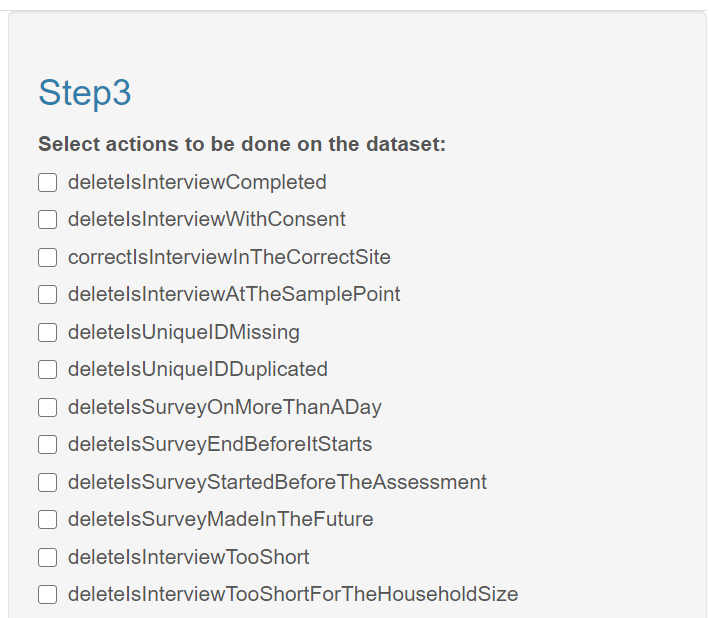 Step3
Select actions to be done on the dataset:
deleteIsInterviewCompleted
deleteIsInterviewWithConsent
correctIsInterviewInTheCorrectSite
deleteIsInterviewAtTheSamplePoint
deleteIsUniqueIDMissing
deleteIsUniqueIDDuplicated
deleteIsSurveyOnMoreThanADay
deleteIsSurveyEndBeforeItStarts
deleteIsSurveyStartedBeforeTheAssessment
deleteIsSurveyMadeInTheFuture
deleteIsInterviewTooShort
deleteIsInterviewTooShortForTheHouseholdSize